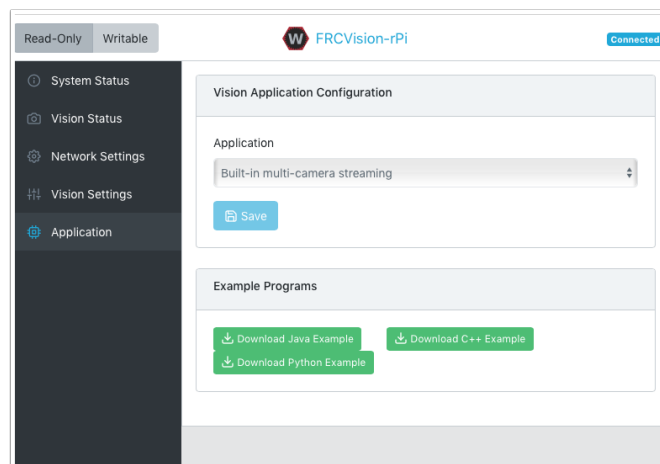 Read-Only Writable
W FRCVision-rPi
Connected
System Status
Vision Status
Network Settings
Vision Settings
Application
Vision Application Configuration
Application
Built-in multi-camera streaming
Save
Example Programs
Download Java Example
Download C++ Example
Download Python Example